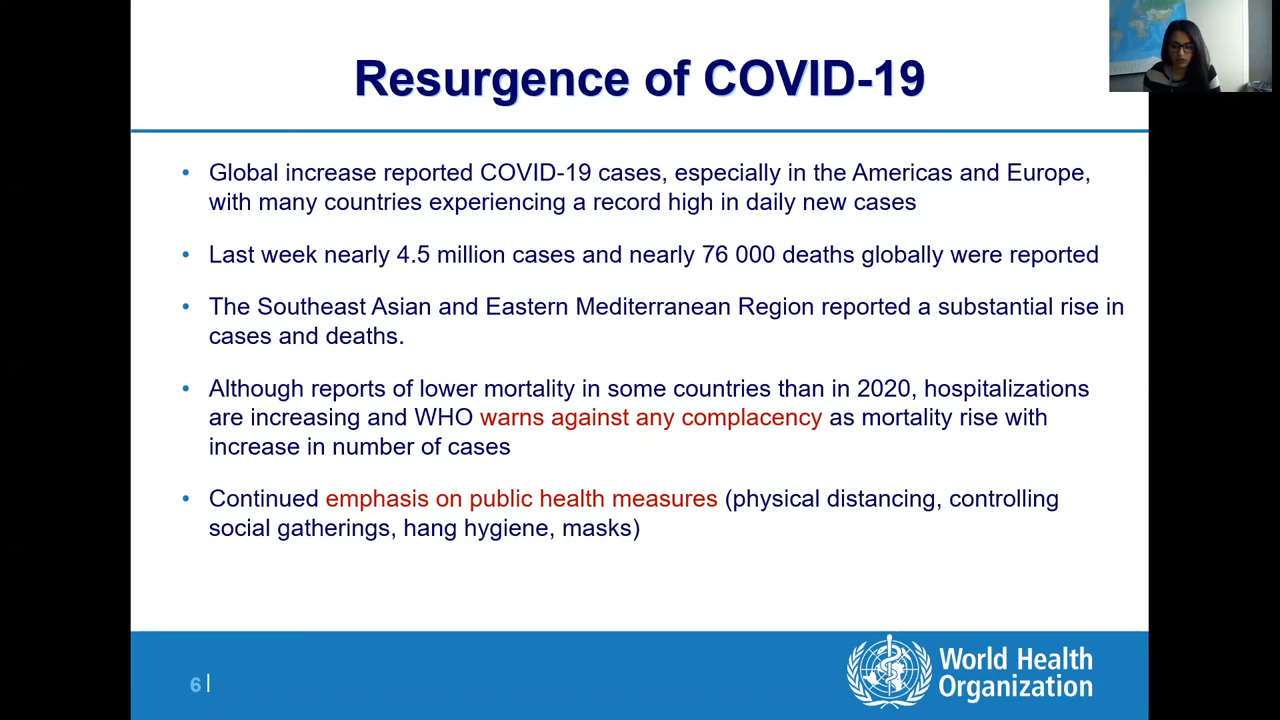 Resurgence of COVID-19
• Global increase reported COVID-19 cases, especially in the Americas and Europe,
with many countries experiencing a record high in daily new cases
• Last week nearly 4.5 million cases and nearly 76 000 deaths globally were reported
• The Southeast Asian and Eastern Mediterranean Region reported a substantial rise in
cases and deaths.
• Although reports of lower mortality in some countries than in 2020, hospitalizations
are increasing and WHO warns against any complacency as mortality rise with
increase in number of cases
• Continued emphasis on public health measures (physical distancing, controlling
social gatherings, hang hygiene, masks)
6 |
World Health
Organization